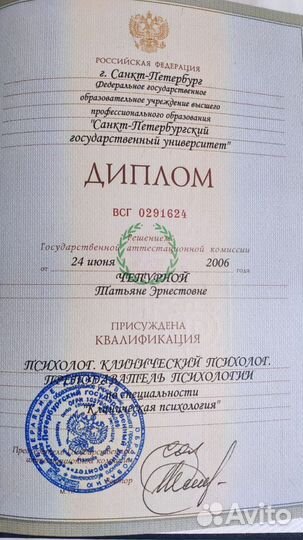 РОССИЙСКАЯ ФЕДЕРАЦИЯ
г. Санкт-Петербург
Федеральное государственное
образовательное учреждение высшего
профессионального образования
"Санкт-Петербургский
государственный университет"
ДИПЛОМ
ВСГ 0291624
Решением
Государственной аттестационной комиссии
от 24 июня 2006 года
ЧЕПУРНОЙ
Татьяне Эрнестовне
ПРИСУЖДЕНА
КВАЛИФИКАЦИЯ
ПСИХОЛОГ. КЛИНИЧЕСКИЙ ПСИХОЛОГ.
ПРЕПОДАВАТЕЛЬ ПСИХОЛОГИИ
по специальности
"Клиническая психология"
Avito